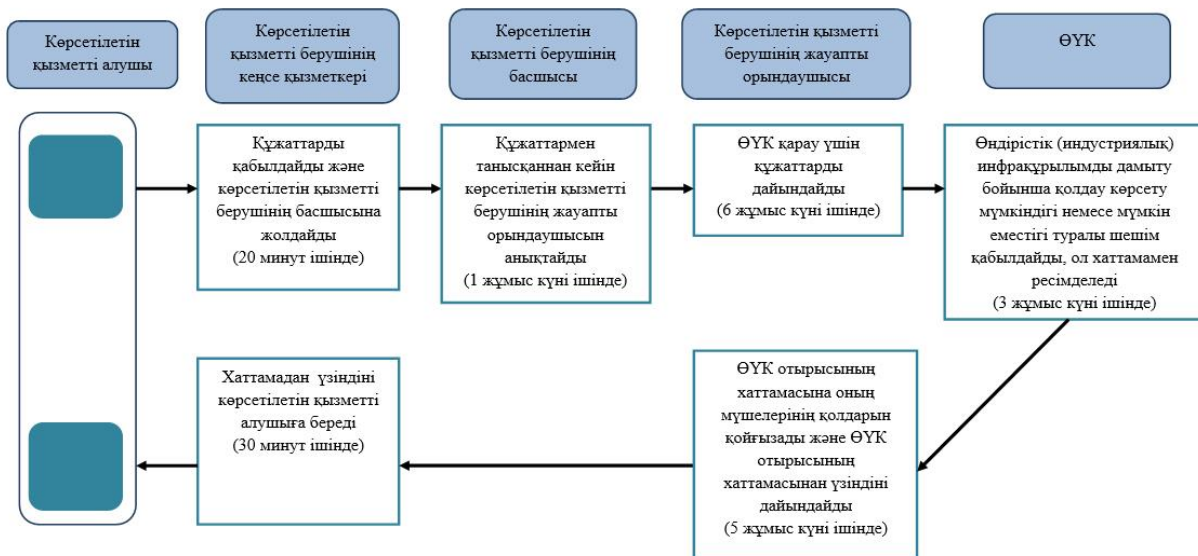 Көрсетілетін
қызметті алушы
Көрсетілетін
қызметті берушінің
кеңсе қызметкері
Көрсетілетін
қызметті берушінің
басшысы
Көрсетілетін қызметті
берушінің жауапты
орындаушысы
ӨҮК
Құжаттарды
қабылдайды және
көрсетілетін қызметті
берушінің басшысына
жолдайды
(20 минут ішінде)
Құжаттармен
танысқаннан кейін
көрсетілетін қызметті
берушінің жауапты
орындаушысын
анықтайды
(1 жұмыс күні ішінде)
ӨҮК қарау үшін
құжаттарды
дайындайды
(6 жұмыс күні ішінде)
Өндірістік (индустриялық)
инфрақұрылымды дамыту
бойынша қолдау көрсету
мүмкіндігі немесе мүмкін
еместігі туралы шешім
қабылдайды, ол хаттамамен
ресімделеді
(3 жұмыс күні ішінде)
Хаттамадан үзіндіні
көрсетілетін қызметті
алушыға береді
(30 минут ішінде)
ӨҮК отырысының
хаттамасына оның
мүшелерінің қолдарын
қойғызады және ӨҮК
отырысының
хаттамасынан үзіндіні
дайындайды
(5 жұмыс күні ішінде)